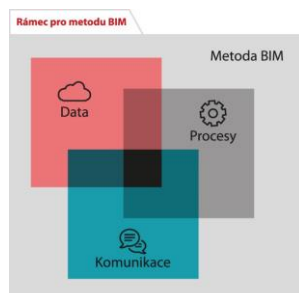 Rámec pro metodu BIM
Metoda BIM
Data
Procesy
Komunikace